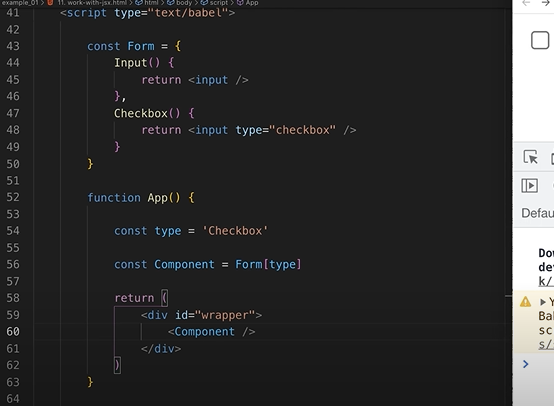 example_01 > 11. work-with-jsx.html > html > body > script > App
41 <script type="text/babel">
42
43 const Form = {
44 Input() {
45 return <input />
46 },
47 Checkbox() {
48 return <input type="checkbox" />
49 }
50 }
51
52 function App() {
53
54 const type = 'Checkbox'
55
56 const Component = Form[type]
57
58 return (
59 <div id="wrapper">
60 <Component />
61 </div>
62 )
63 }
64
Defau
Dow
de
k/
Y
Bab
sc
s/